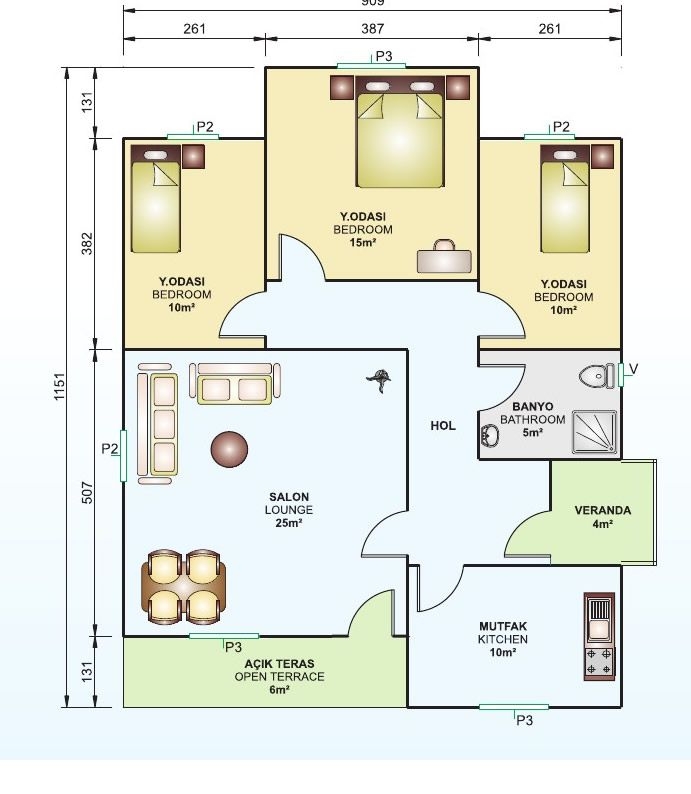 909
261
387
261
P3
131
P2
P2
Y.ODASI
BEDROOM
15m²
382
Y.ODASI
BEDROOM
10m²
Y.ODASI
BEDROOM
10m²
1151
V
BANYO
BATHROOM
5m²
HOL
P2
507
SALON
LOUNGE
25m²
VERANDA
4m²
MUTFAK
KITCHEN
10m²
P3
AÇIK TERAS
OPEN TERRACE
6m²
131
P3